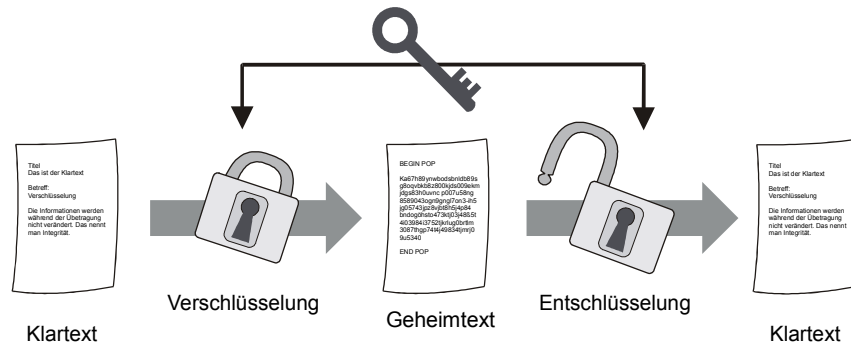 Titel
Das ist der Klartext
Betreff:
Verschlüsselung
Die Informationen werden
während der Übetragung
nicht verändert. Das nennt
man Integrität.
Klartext
Verschlüsselung
BEGIN POP
END POP
Geheimtext
Entschlüsselung
Titel
Das ist der Klartext
Betreff:
Verschlüsselung
Die Informationen werden
während der Übetragung
nicht verändert. Das nennt
man Integrität.
Klartext